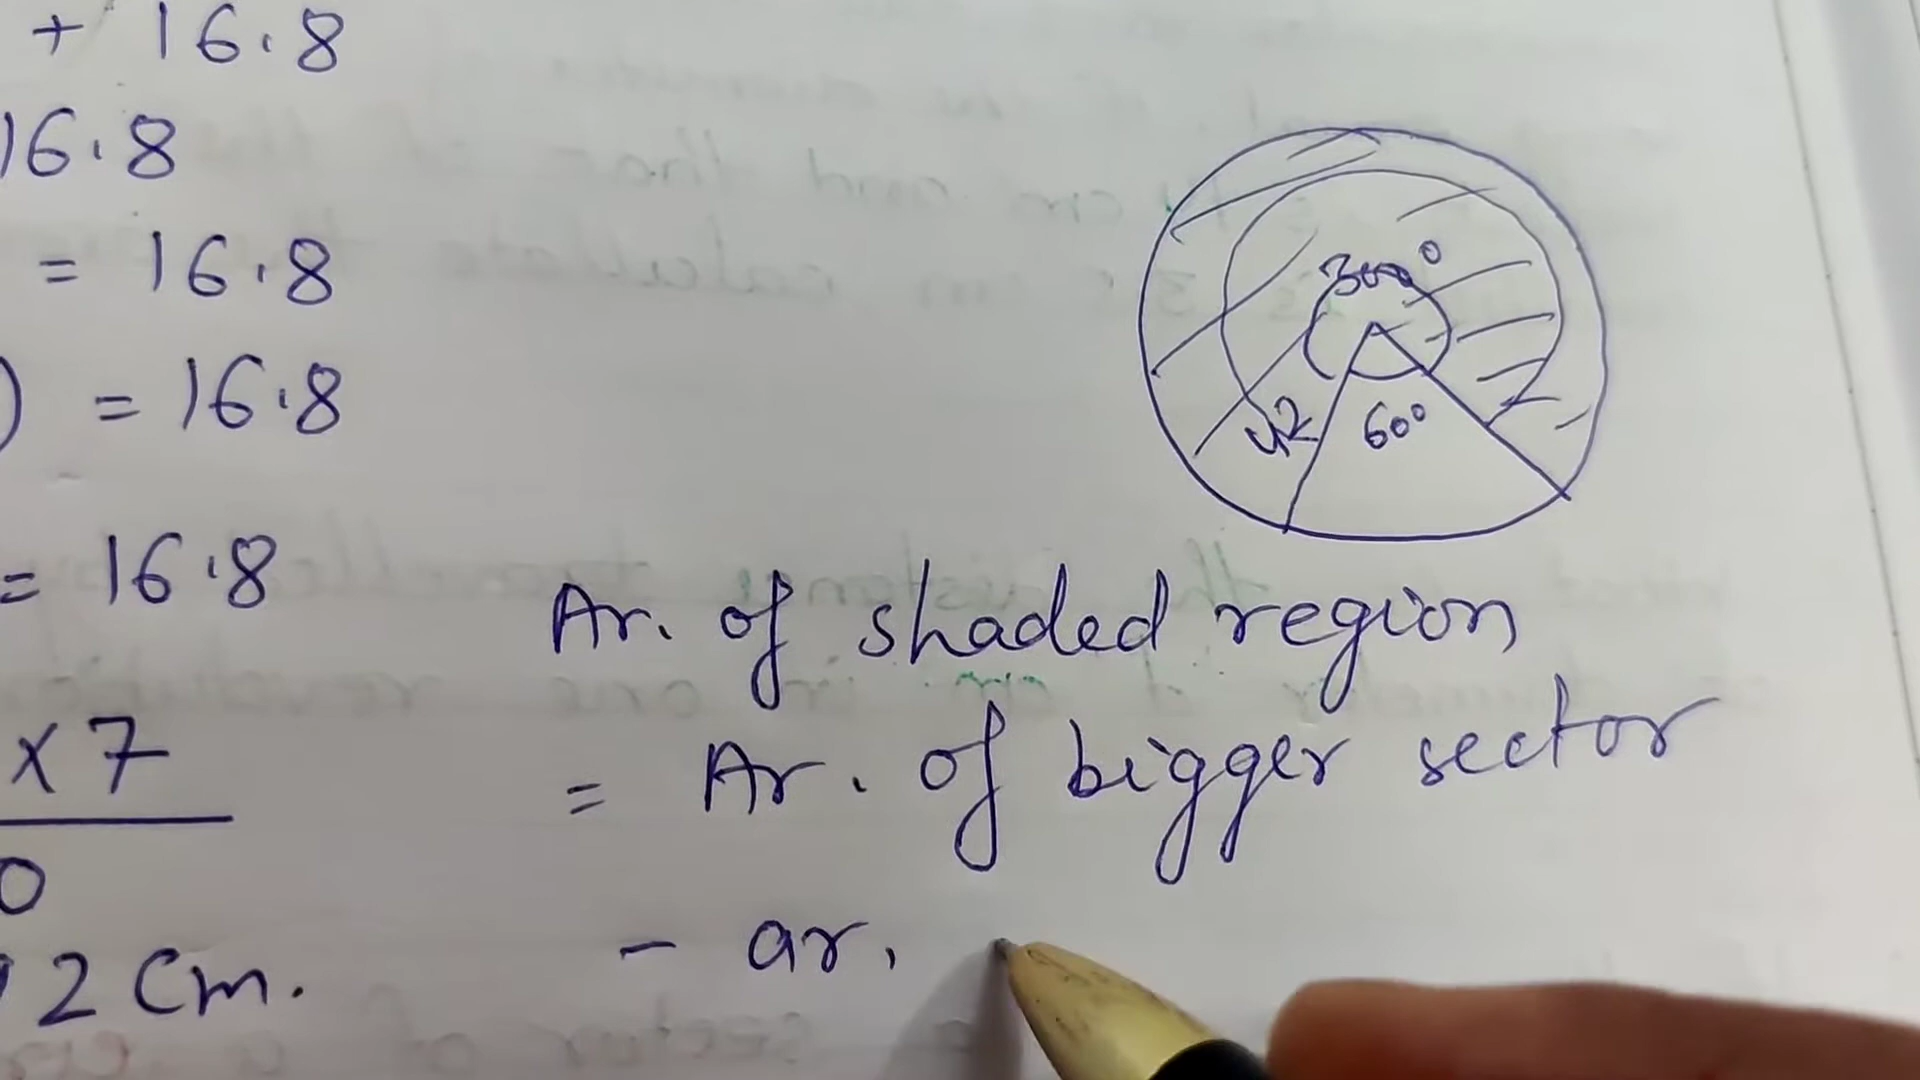 + 16.8
16.8
= 16.8
) = 16.8
= 16.8
x 7
0
2 Cm.
300°
42
60°
Ar. of shaded region
= Ar. of bigger sector
- ar.